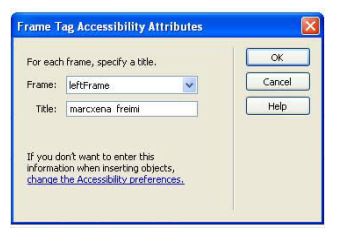 Frame Tag Accessibility Attributes
For each frame, specify a title.
Frame: leftFrame
Title: marcxena freimi
If you don't want to enter this
information when inserting objects,
change the Accessibility preferences.
OK
Cancel
Help